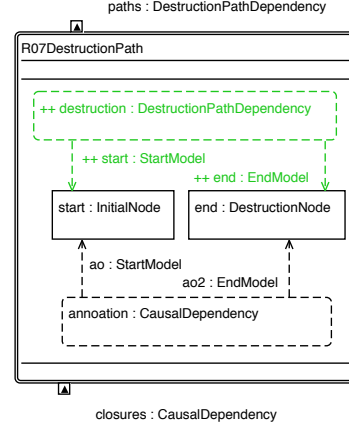 paths : DestructionPathDependency
R07DestructionPath
++ destruction : DestructionPathDependency
++ start : StartModel
++ end : EndModel
start : InitialNode
end : DestructionNode
ao : StartModel
ao2 : EndModel
annoation : CausalDependency
closures : CausalDependency